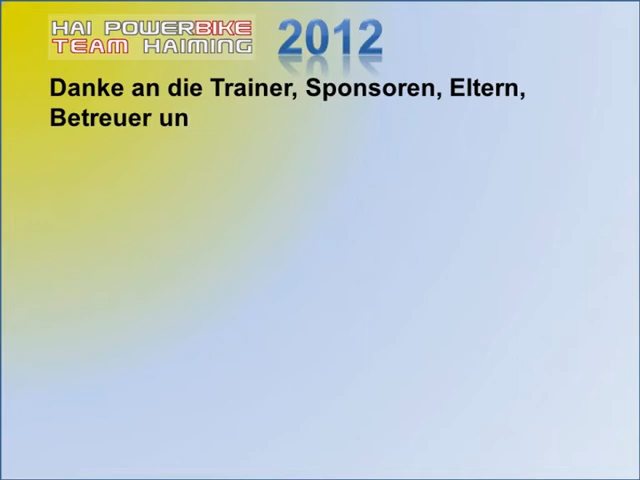 HAI POWERBIKE
TEAM HAIMING
2012
Danke an die Trainer, Sponsoren, Eltern,
Betreuer un